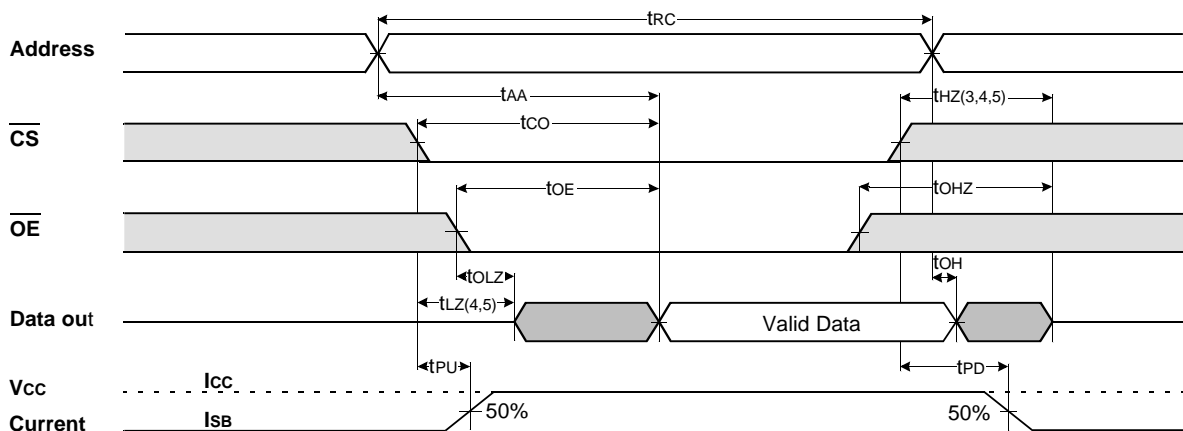 tRC
Address
tAA
tHZ(3,4,5)
CS
tCO
tOE
tOHZ
OE
tOLZ
tOH
tLZ(4,5)
Data out
Valid Data
tPU
tPD
VCC
ICC
50%
50%
Current
ISB